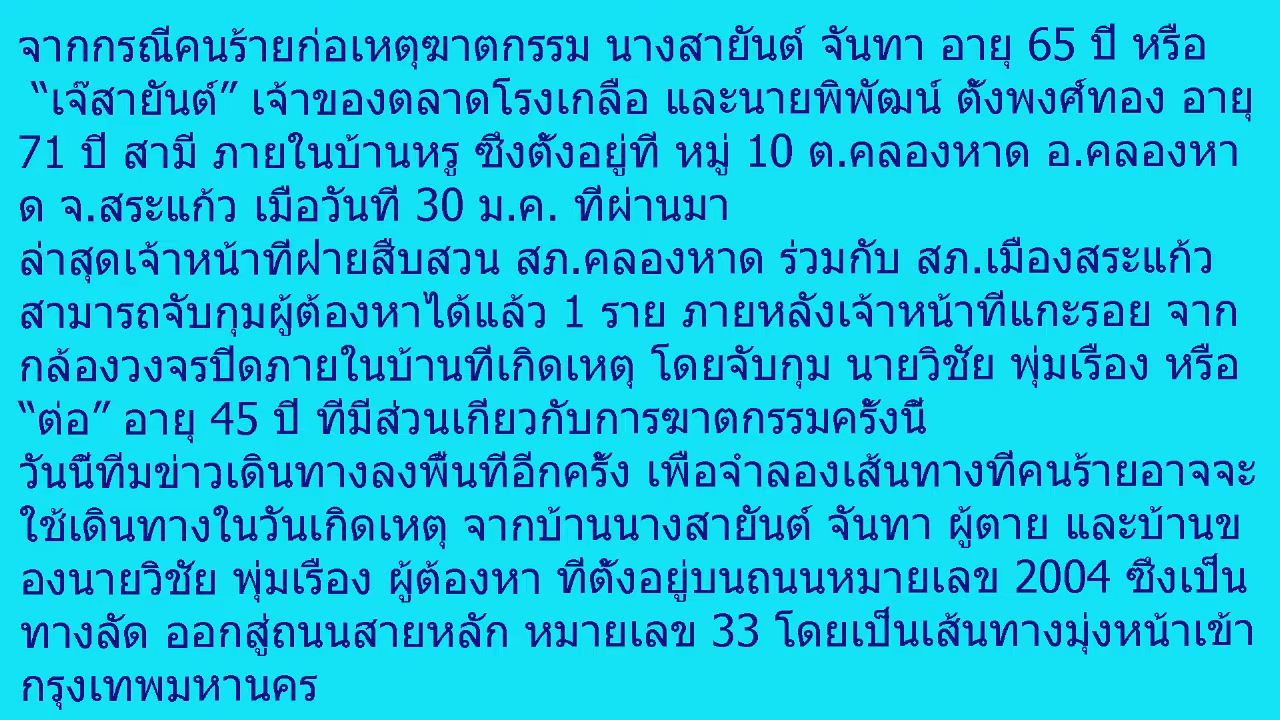 จากกรณีคนร้ายก่อเหตุฆาตกรรม นางสายันต์ จันทา อายุ 65 ปี หรือ
“เจ๊สายันต์” เจ้าของตลาดโรงเกลือ และนายพิพัฒน์ ตั้งพงศ์ทอง อายุ
71 ปี สามี ภายในบ้านหรู ซึ่งตั้งอยู่ที่ หมู่ 10 ต.คลองหาด อ.คลองหา
ด จ.สระแก้ว เมื่อวันที่ 30 ม.ค. ที่ผ่านมา
ล่าสุดเจ้าหน้าที่ฝ่ายสืบสวน สภ.คลองหาด ร่วมกับ สภ.เมืองสระแก้ว
สามารถจับกุมผู้ต้องหาได้แล้ว 1 ราย ภายหลังเจ้าหน้าที่แกะรอย จาก
กล้องวงจรปิดภายในบ้านที่เกิดเหตุ โดยจับกุม นายวิชัย พุ่มเรือง หรือ
“ต่อ” อายุ 45 ปี ที่มีส่วนเกี่ยวกับการฆาตกรรมครั้งนี้
วันนี้ทีมข่าวเดินทางลงพื้นที่อีกครั้ง เพื่อจำลองเส้นทางที่คนร้ายอาจจะ
ใช้เดินทางในวันเกิดเหตุ จากบ้านนางสายันต์ จันทา ผู้ตาย และบ้านข
องนายวิชัย พุ่มเรือง ผู้ต้องหา ที่ตั้งอยู่บนถนนหมายเลข 2004 ซึ่งเป็น
ทางลัด ออกสู่ถนนสายหลัก หมายเลข 33 โดยเป็นเส้นทางมุ่งหน้าเข้า
กรุงเทพมหานคร